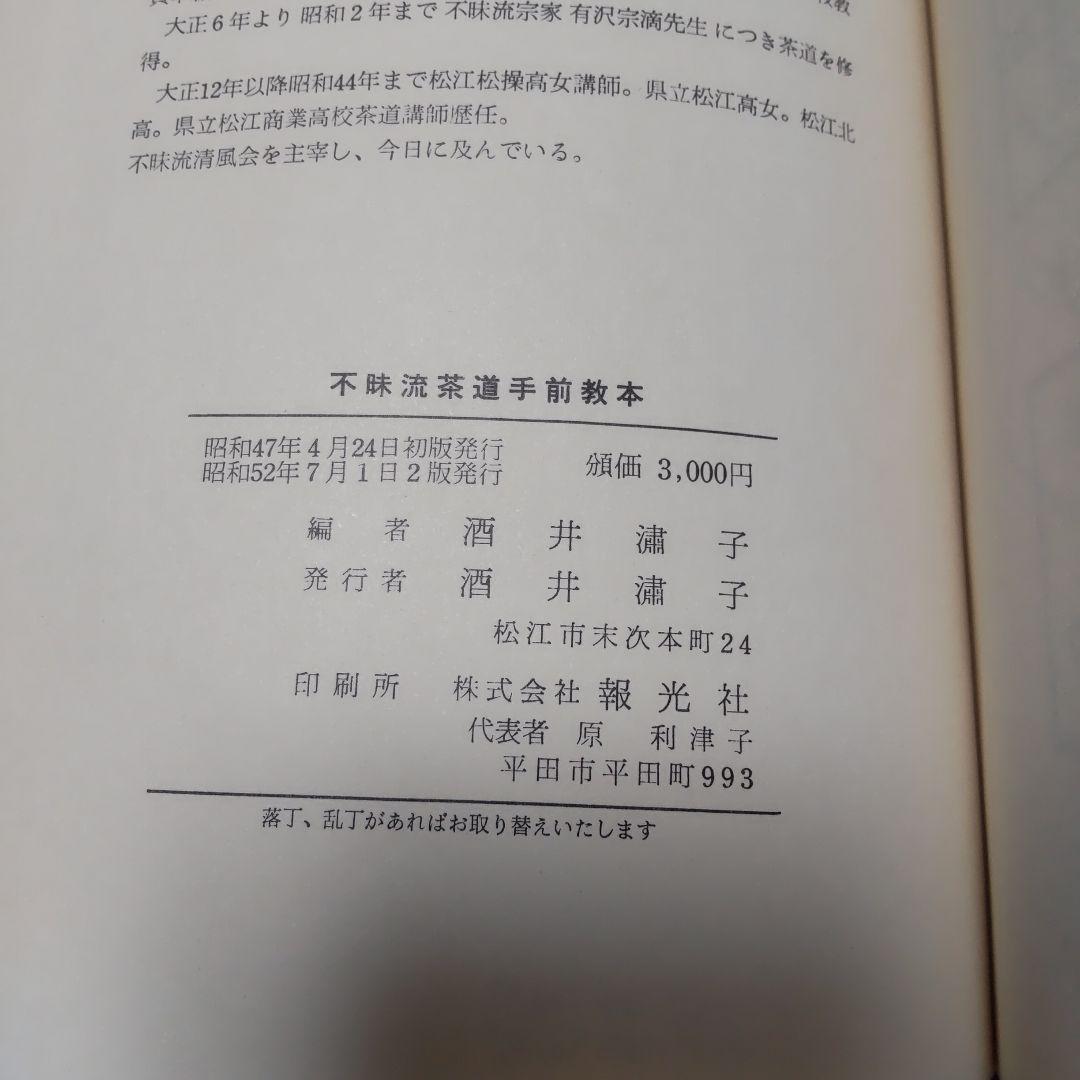 大正6年より 昭和2年まで 不昧流宗家 有沢宗滴先生 につき茶道を修
得。
大正12年以降昭和44年まで松江松操高女講師。県立松江高女。松江北
高。県立松江商業高校茶道講師歴任。
不昧流清風会を主宰し、今日に及んでいる。
不昧流茶道手前教本
昭和47年4月24日初版発行
昭和52年7月1日2版発行
頒価 3,000円
編者 酒井瀟子
発行者 酒井瀟子
松江市末次本町24
印刷所 株式会社 報光社
代表者 原 利津子
平田市平田町993
落丁、乱丁があればお取り替えいたします